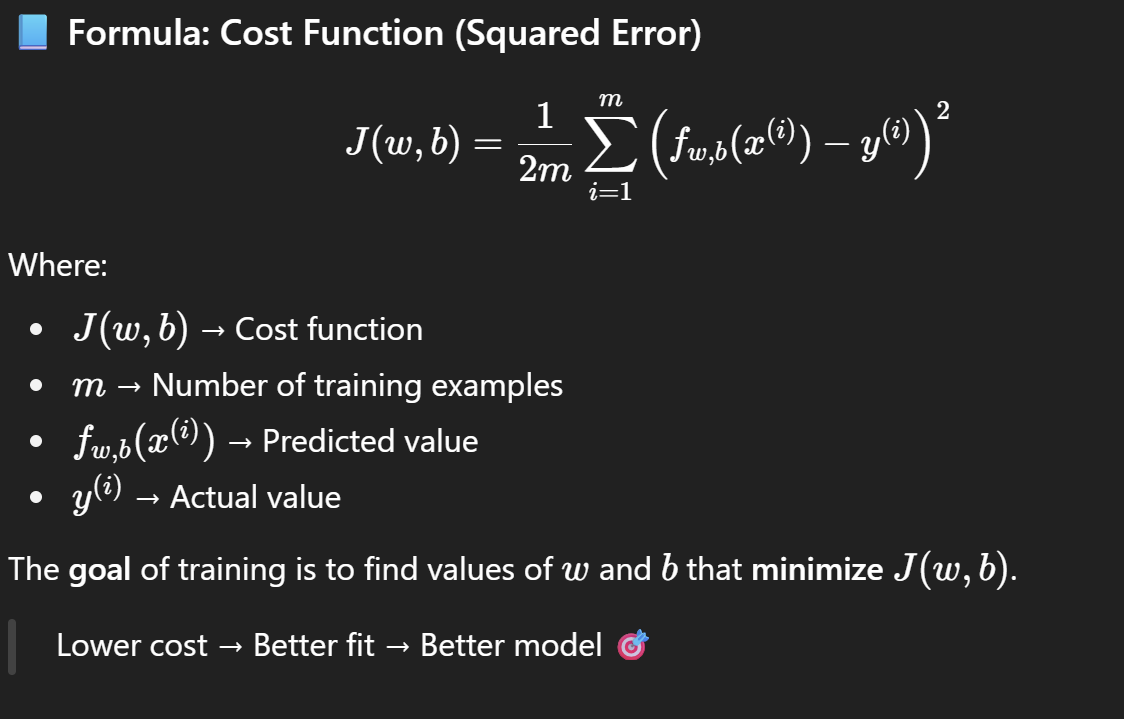 📘 Formula: Cost Function (Squared Error)
J(w, b) = \frac{1}{2m} \sum_{i=1}^{m} \left( f_{w,b}(x^{(i)}) - y^{(i)} \right)^2
Where:
• J(w, b) → Cost function
• m → Number of training examples
• f_{w,b}(x^{(i)}) → Predicted value
• y^{(i)} → Actual value
The goal of training is to find values of w and b that minimize J(w, b).
Lower cost → Better fit → Better model 🎯